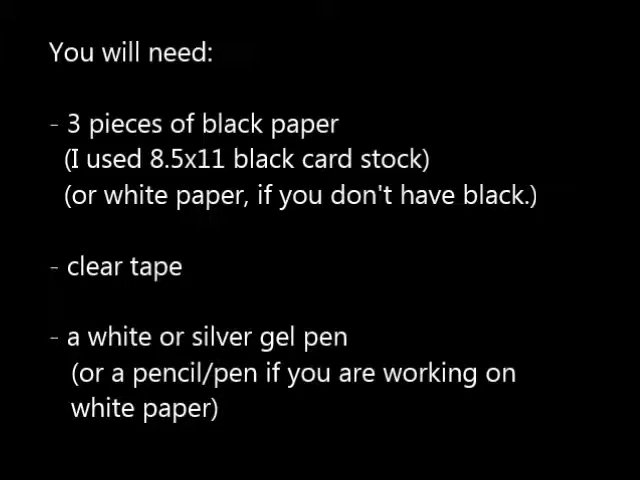 You will need:
- 3 pieces of black paper
(I used 8.5x11 black card stock)
(or white paper, if you don't have black.)
- clear tape
- a white or silver gel pen
(or a pencil/pen if you are working on
white paper)